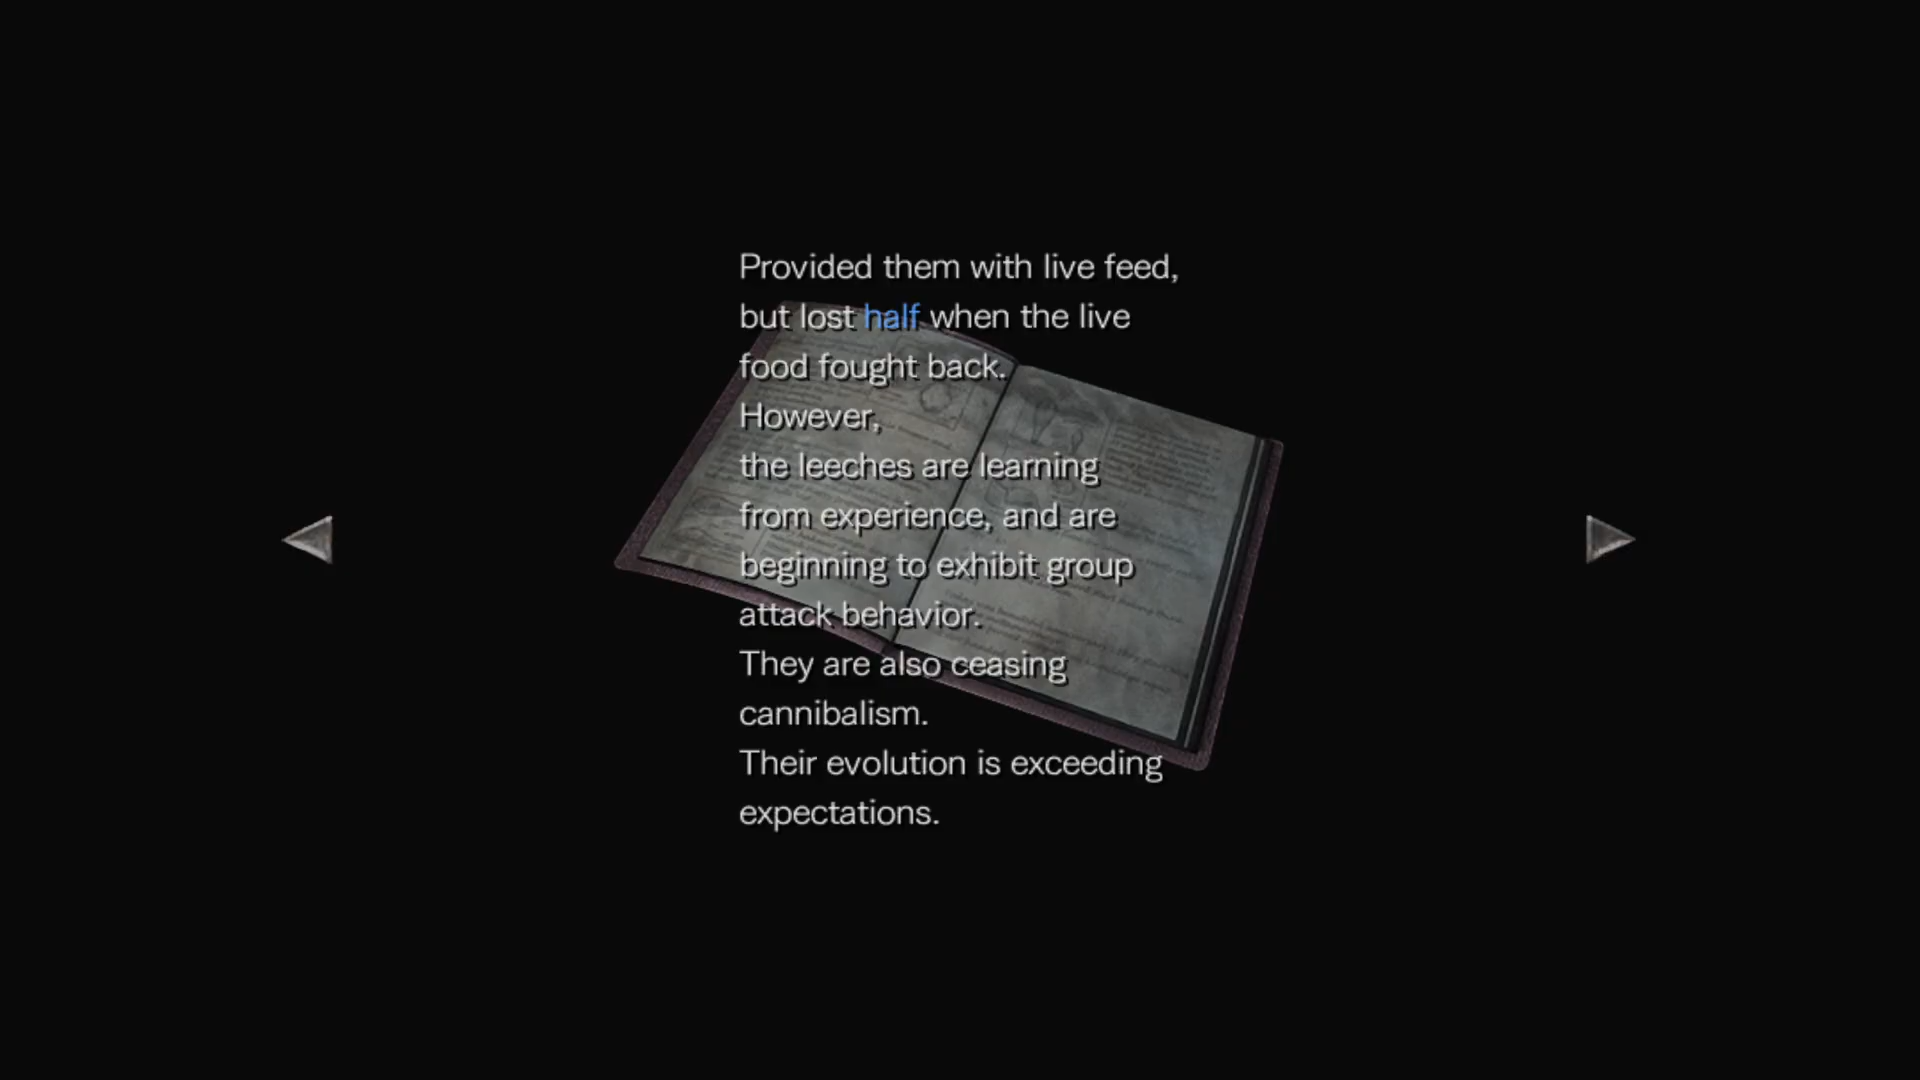 Provided them with live feed,
but lost half when the live
food fought back.
However,
the leeches are learning
from experience, and are
beginning to exhibit group
attack behavior.
They are also ceasing
cannibalism.
Their evolution is exceeding
expectations.